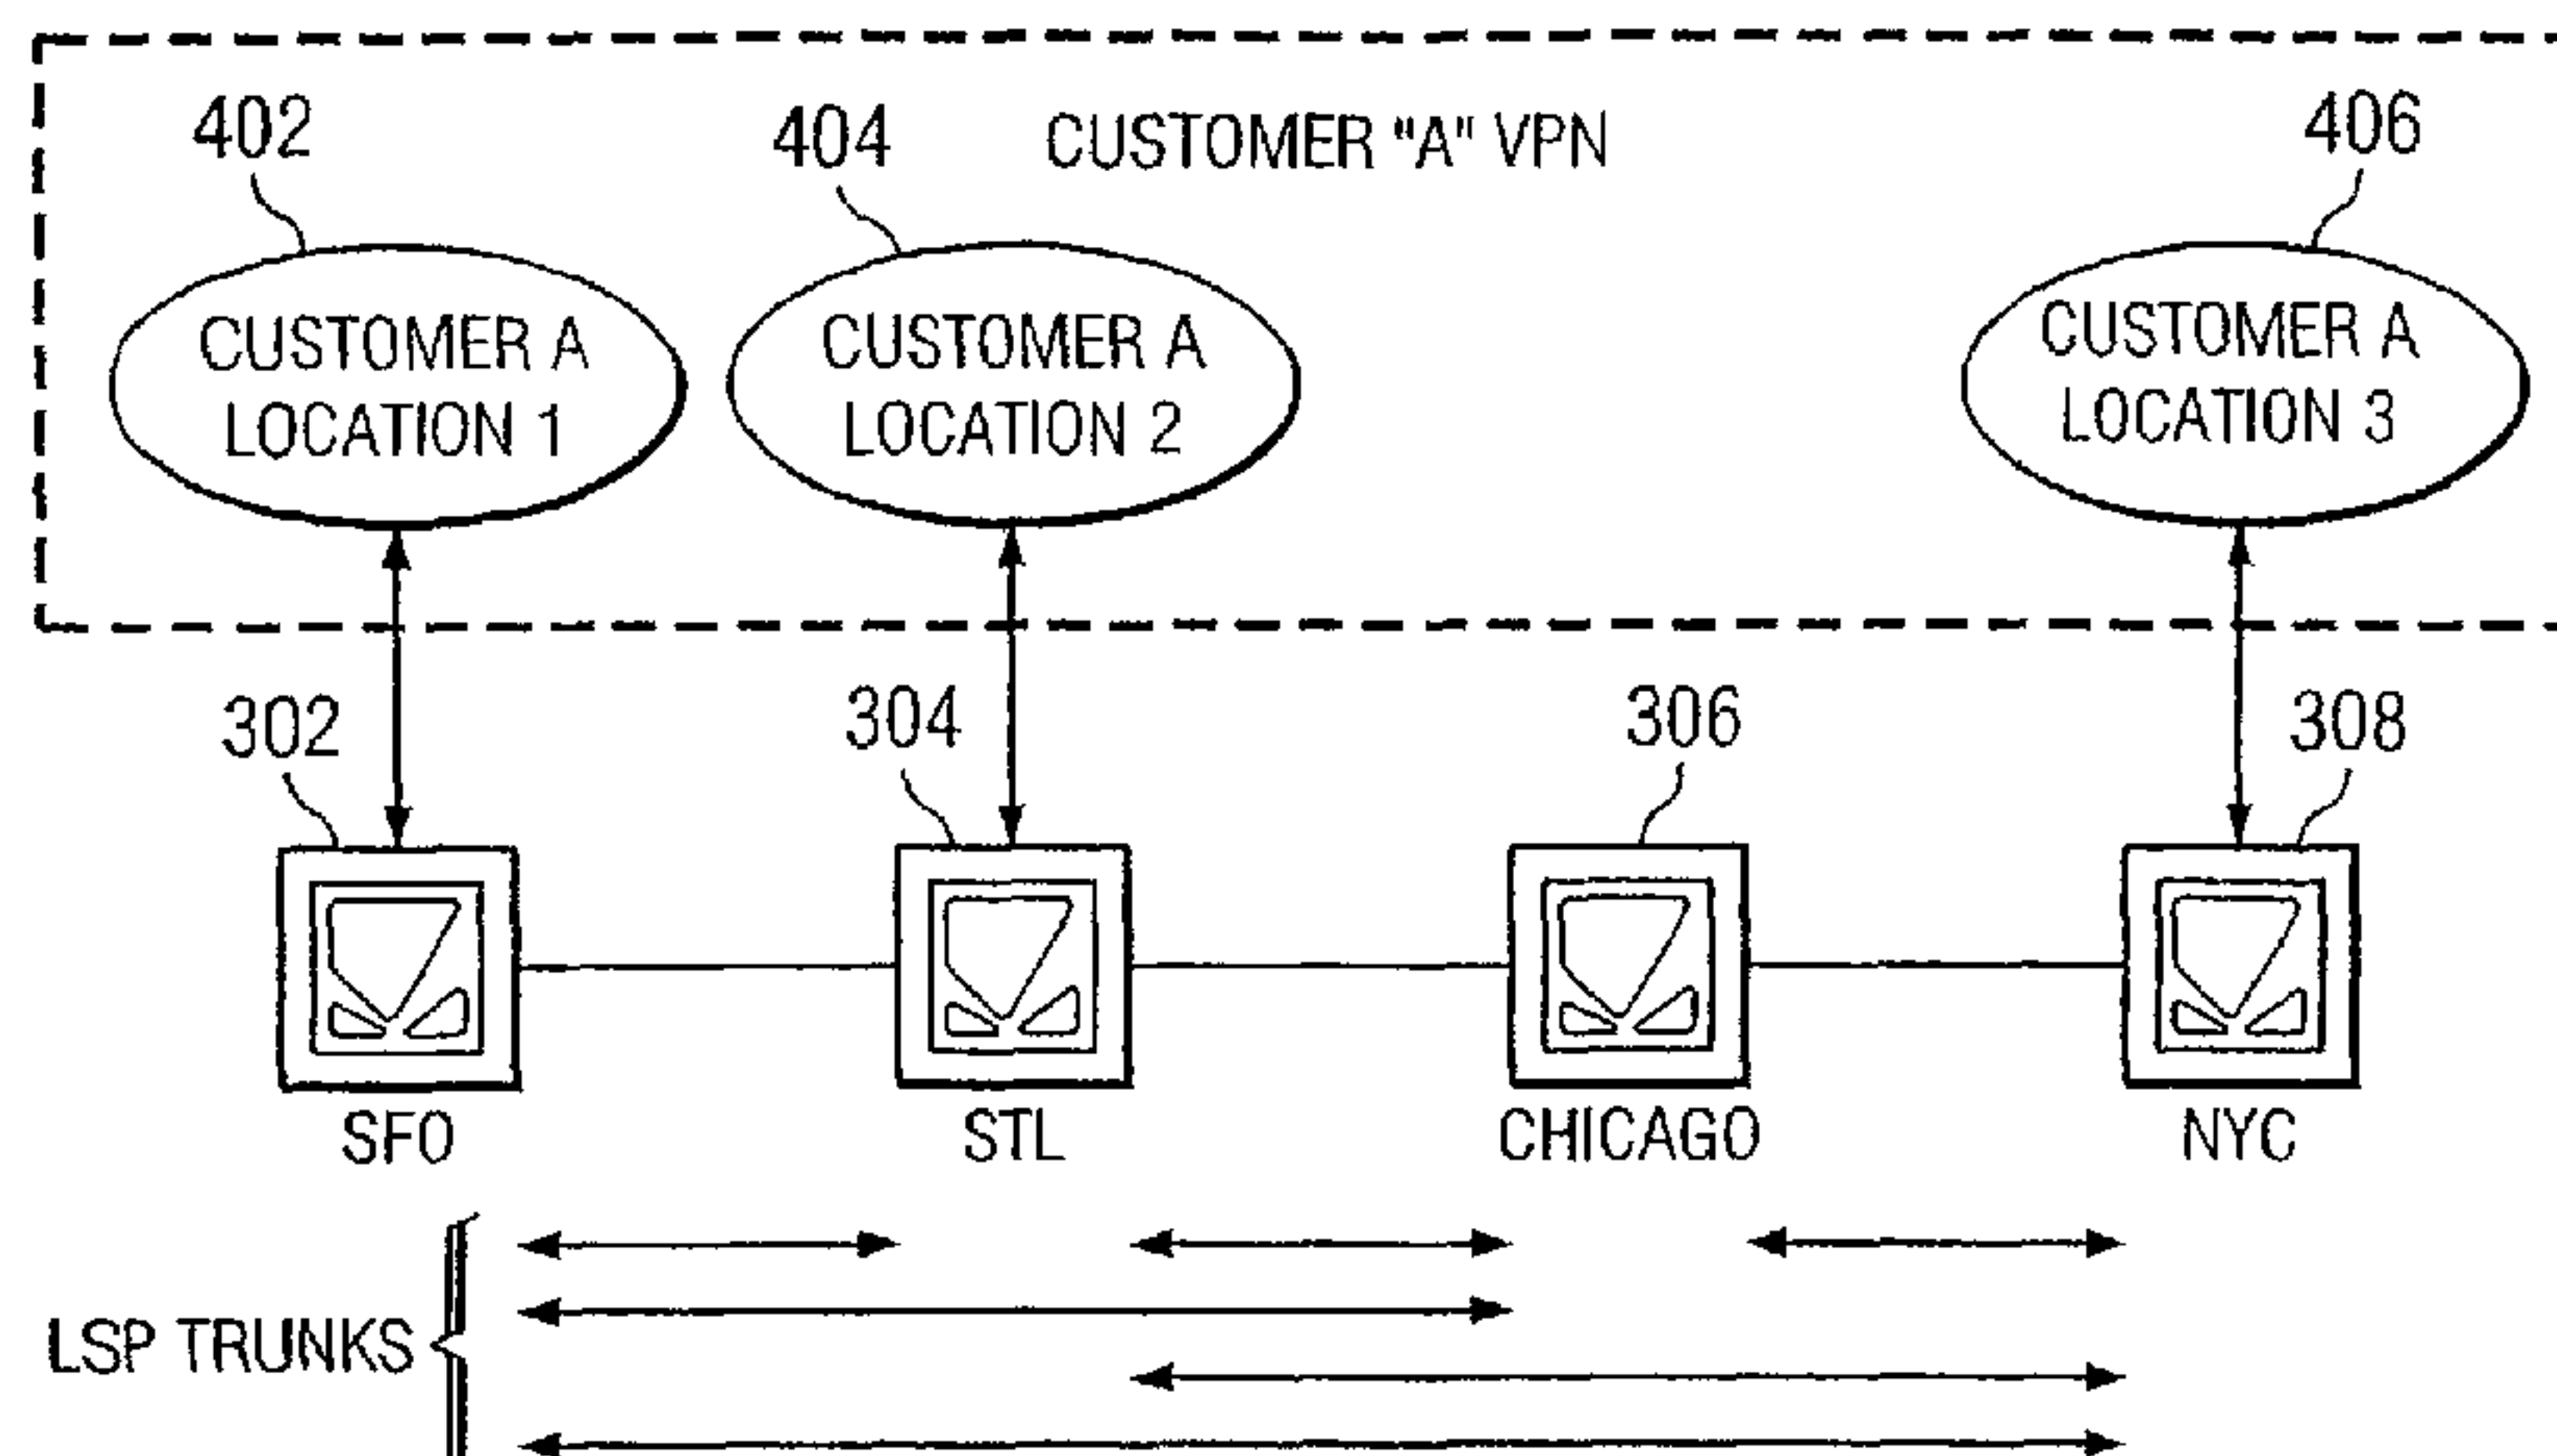 402
404
CUSTOMER "A" VPN
406
CUSTOMER A
LOCATION 1
CUSTOMER A
LOCATION 2
CUSTOMER A
LOCATION 3
302
304
306
308
SFO
STL
CHICAGO
NYC
LSP TRUNKS